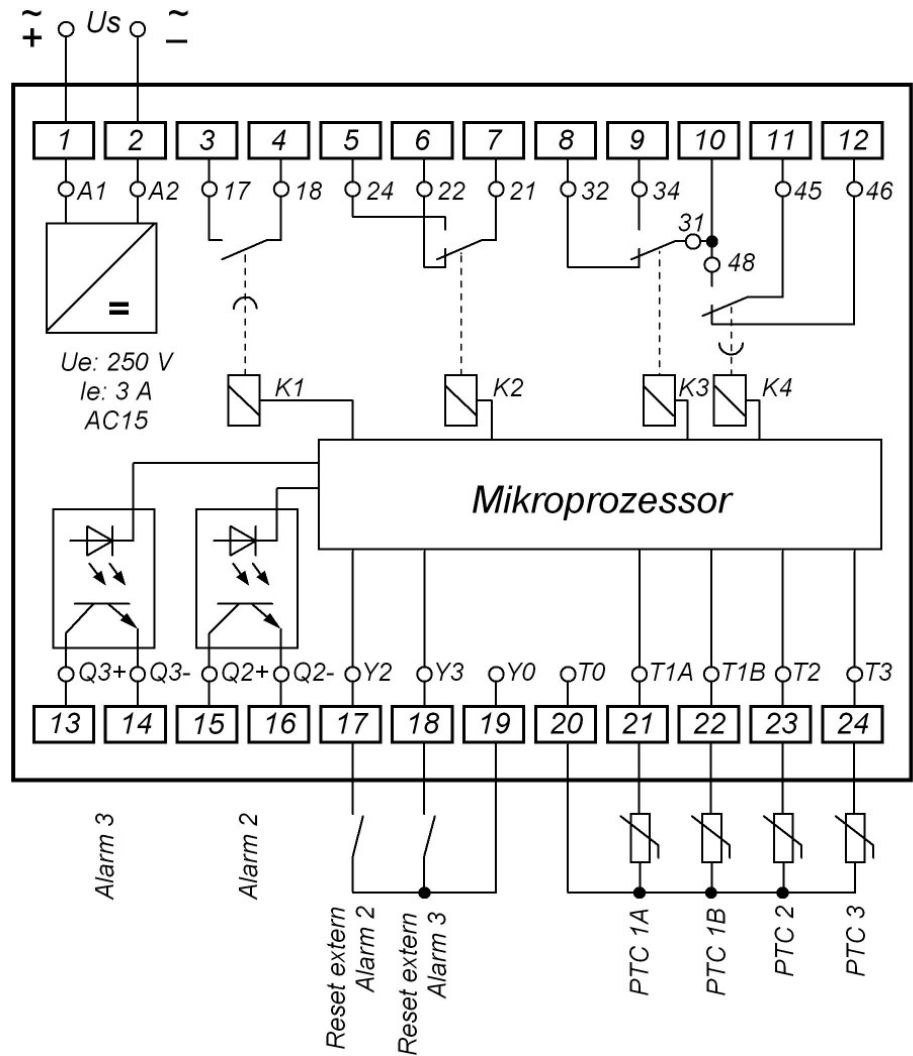 ~ + Us ~ –
1 2 3 4 5 6 7 8 9 10 11 12
A1 A2 17 18 24 22 21 32 34 45 46
31
48
=
Ue: 250 V
Ie: 3 A
AC15
K1 K2 K3 K4
Mikroprozessor
Q3+ Q3- Q2+ Q2- Y2 Y3 Y0 T0 T1A T1B T2 T3
13 14 15 16 17 18 19 20 21 22 23 24
Alarm 3
Alarm 2
Reset extern
Alarm 2
Reset extern
Alarm 3
PTC 1A
PTC 1B
PTC 2
PTC 3